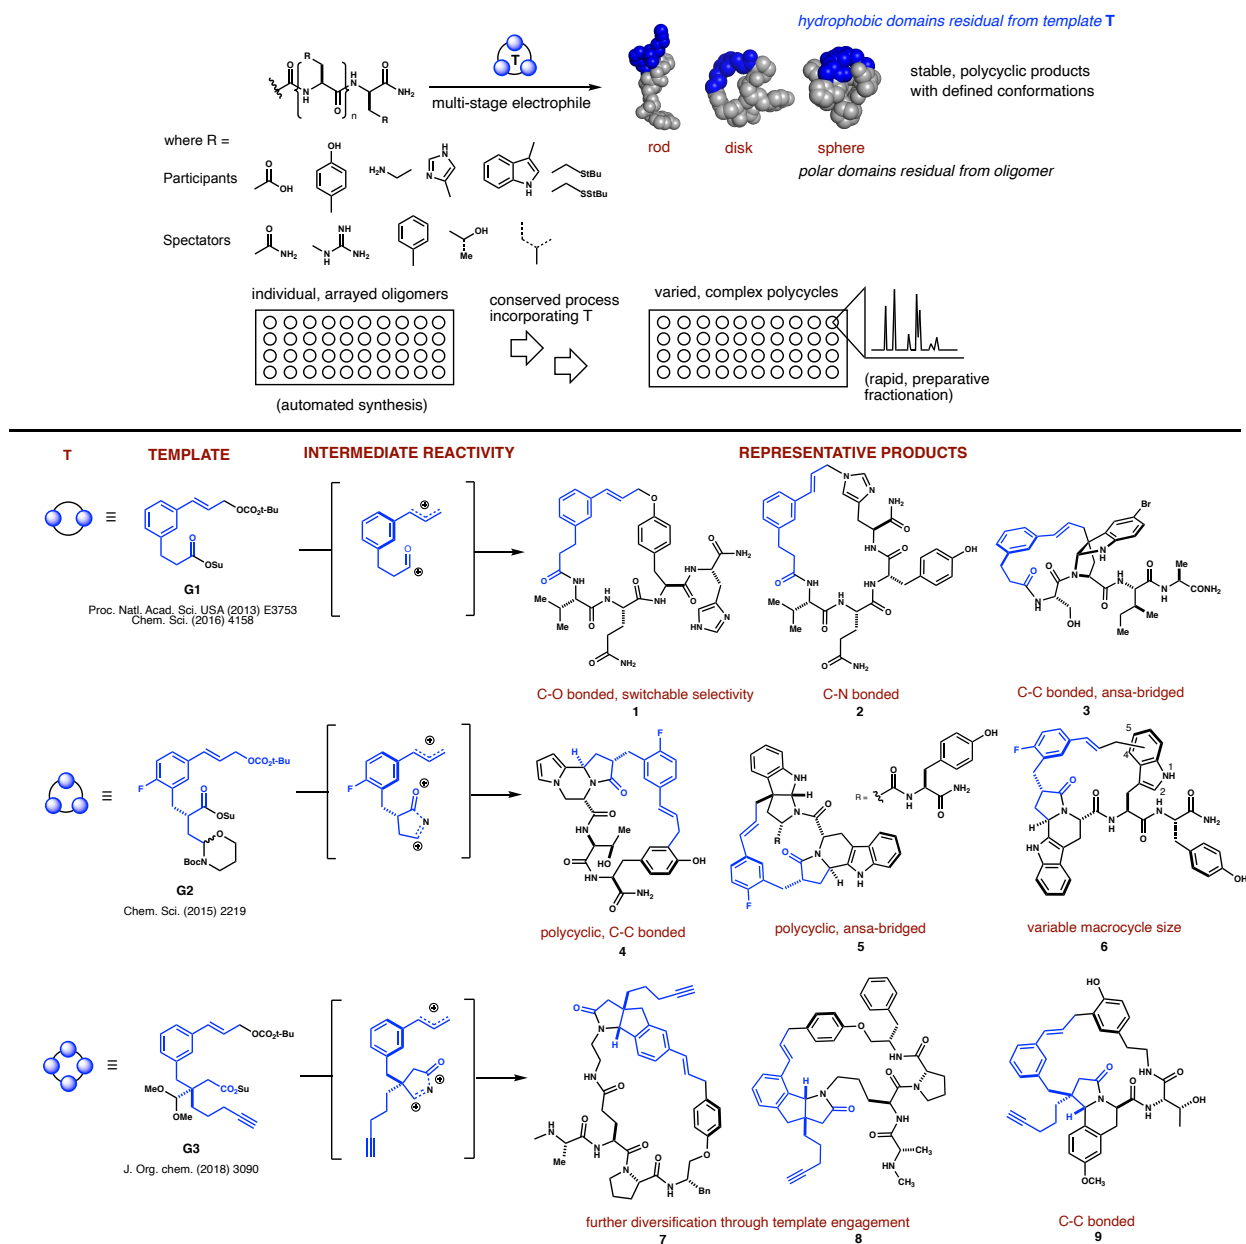 hydrophobic domains residual from template T
multi-stage electrophile
stable, polycyclic products
with defined conformations
rod
disk
sphere
polar domains residual from oligomer
where R =
Participants
Spectators
individual, arrayed oligomers
conserved process
incorporating T
varied, complex polycycles
(automated synthesis)
(rapid, preparative
fractionation)
T
TEMPLATE
INTERMEDIATE REACTIVITY
REPRESENTATIVE PRODUCTS
G1
Proc. Natl. Acad. Sci. USA (2013) E3753
Chem. Sci. (2016) 4158
C-O bonded, switchable selectivity
1
C-N bonded
2
C-C bonded, ansa-bridged
3
G2
Chem. Sci. (2015) 2219
polycyclic, C-C bonded
4
polycyclic, ansa-bridged
5
variable macrocycle size
6
G3
J. Org. chem. (2018) 3090
further diversification through template engagement
7
8
C-C bonded
9